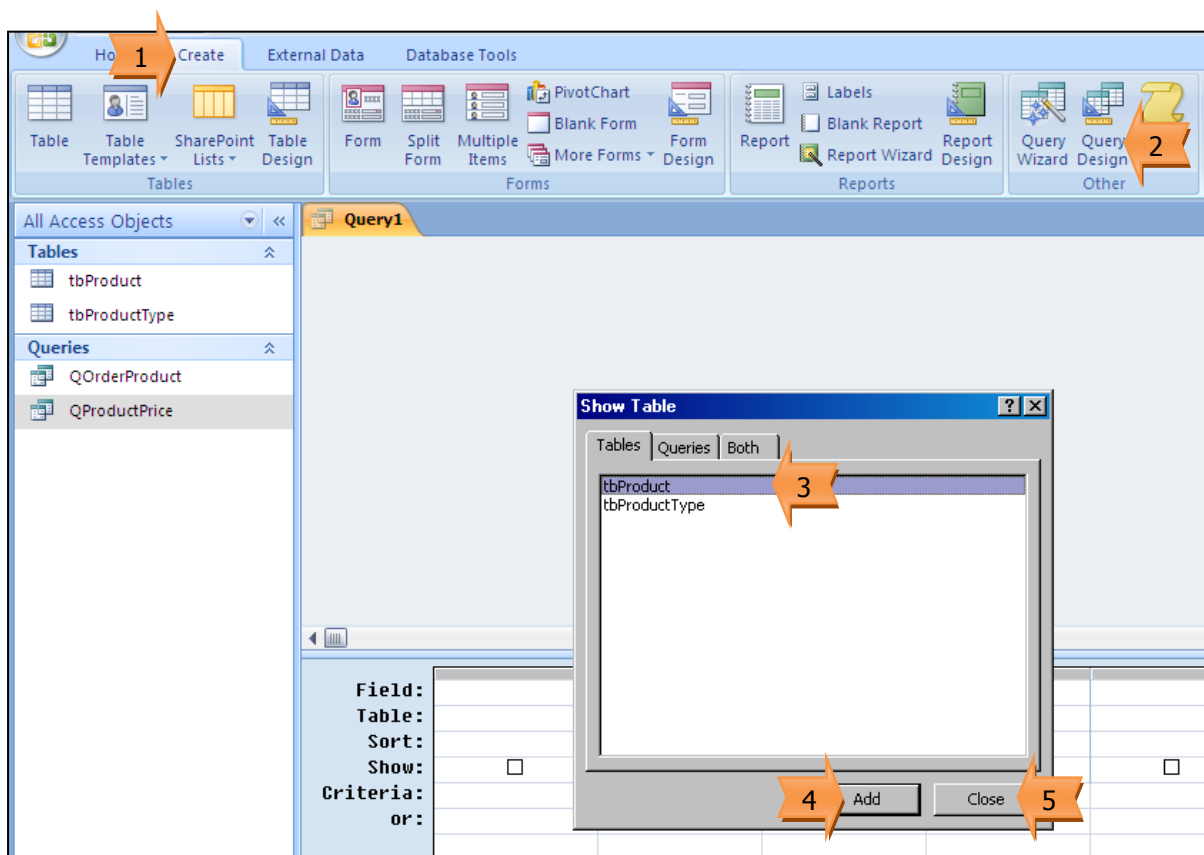 Ho 1 Create External Data Database Tools
PivotChart Labels
Blank Form Blank Report
Table Table Templates SharePoint Lists Table Design Form Split Form Multiple Items More Forms Form Design Report Report Wizard Report Design Query Wizard Query Design 2
Tables Forms Reports Other
All Access Objects Query1
Tables
tbProduct
tbProductType
Queries
QOrderProduct
QProductPrice
Show Table
Tables Queries Both
tbProduct 3
tbProductType
4 Add Close 5
Field:
Table:
Sort:
Show:
Criteria:
or: